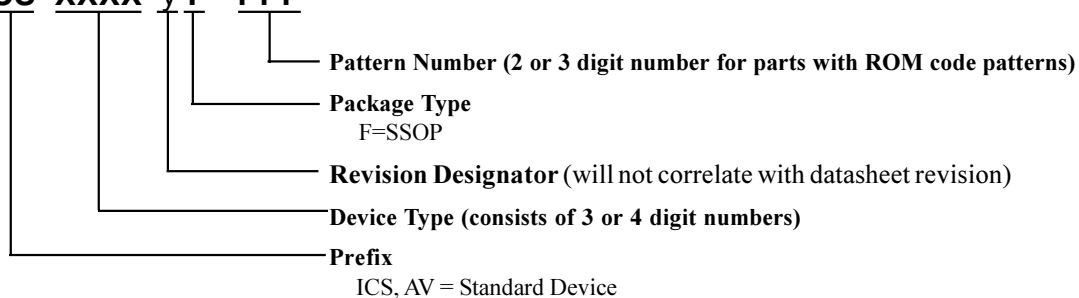 XXXX y
Pattern Number (2 or 3 digit number for parts with ROM code patterns)
Package Type
F=SSOP
Revision Designator (will not correlate with datasheet revision)
Device Type (consists of 3 or 4 digit numbers)
Prefix
ICS, AV = Standard Device